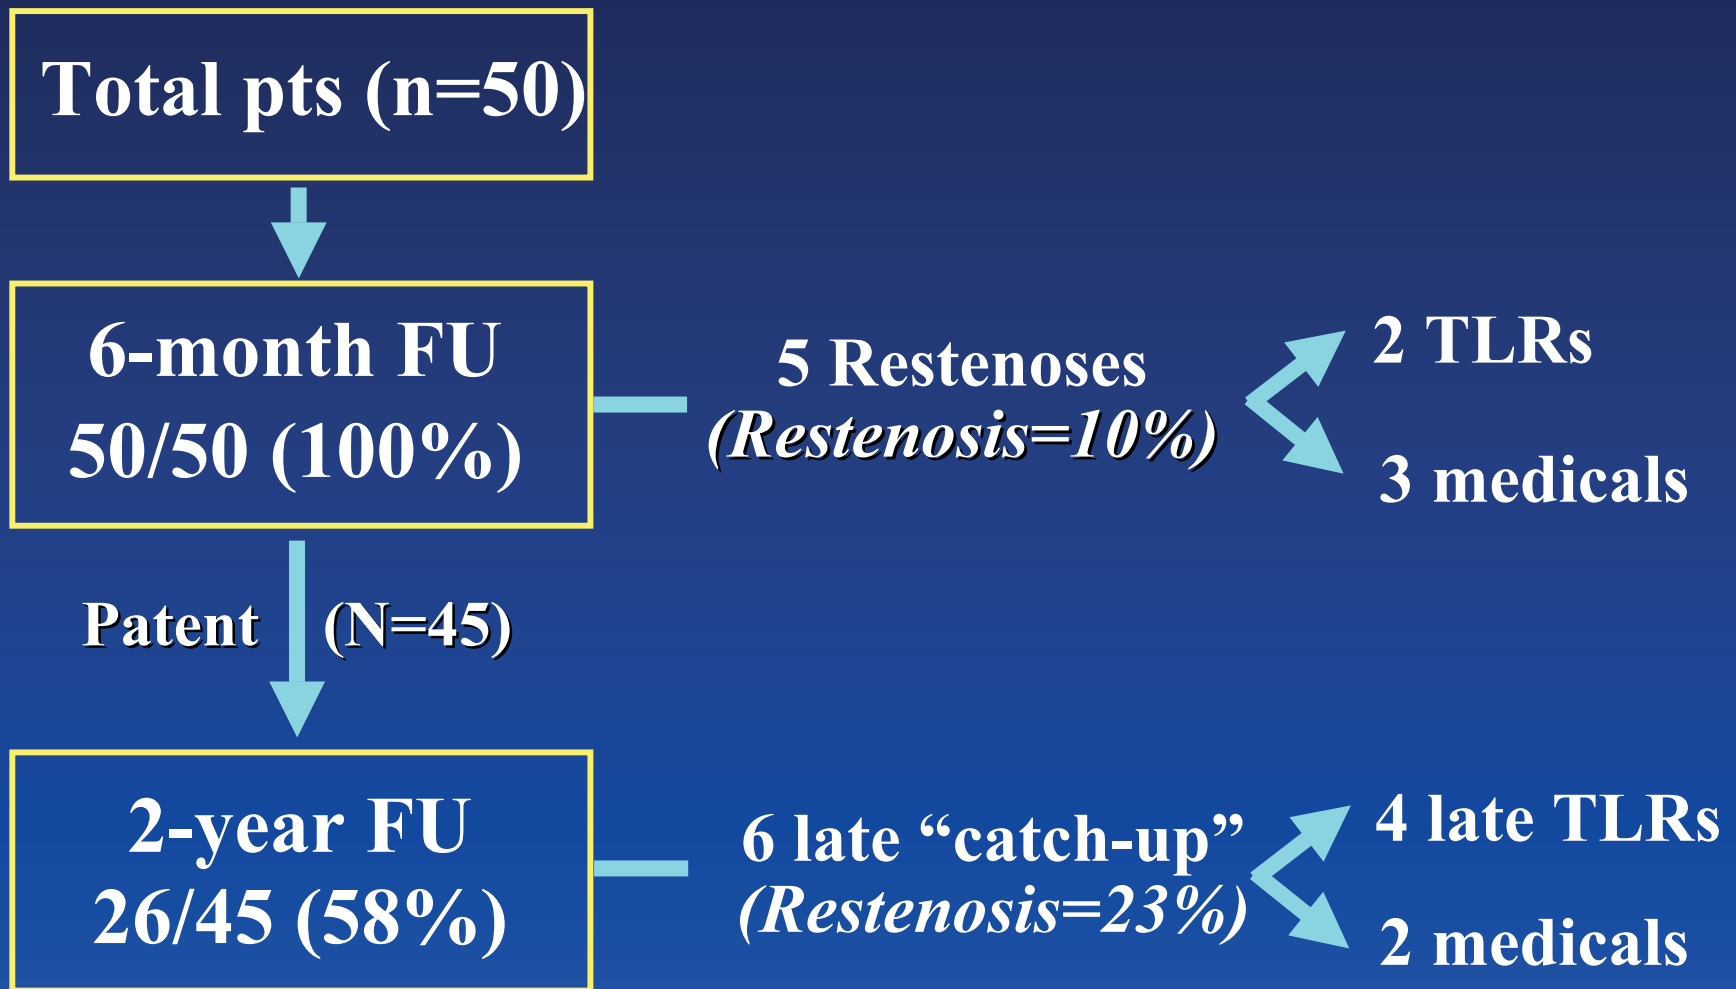 Total pts (n=50)
6-month FU
50/50 (100%)
5 Restenoses
(Restenosis=10%)
2 TLRs
3 medicals
Patent (N=45)
2-year FU
26/45 (58%)
6 late “catch-up”
(Restenosis=23%)
4 late TLRs
2 medicals